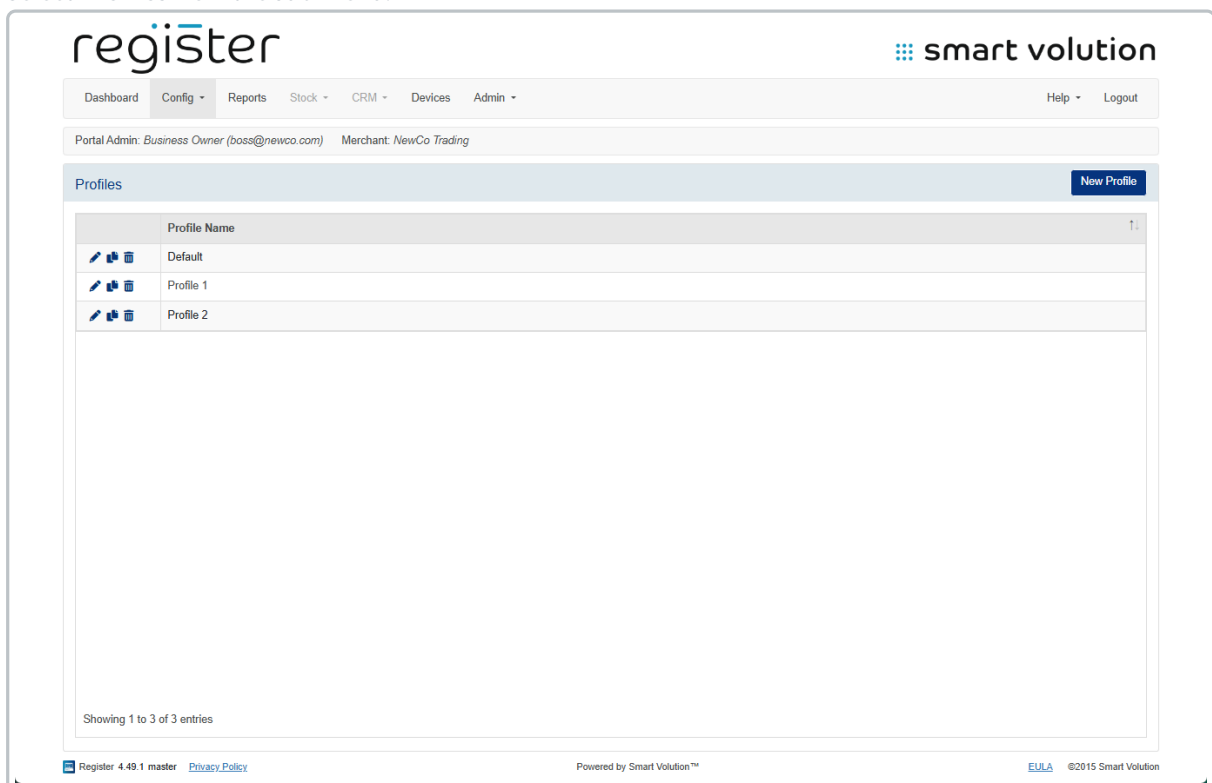 register
smart volution
Dashboard Config Reports Stock CRM Devices Admin Help Logout
Portal Admin: Business Owner (boss@newco.com) Merchant: NewCo Trading
Profiles New Profile
Profile Name
Default
Profile 1
Profile 2
Showing 1 to 3 of 3 entries
Register 4.49.1 master Privacy Policy Powered by Smart Volution™ EULA ©2015 Smart Volution